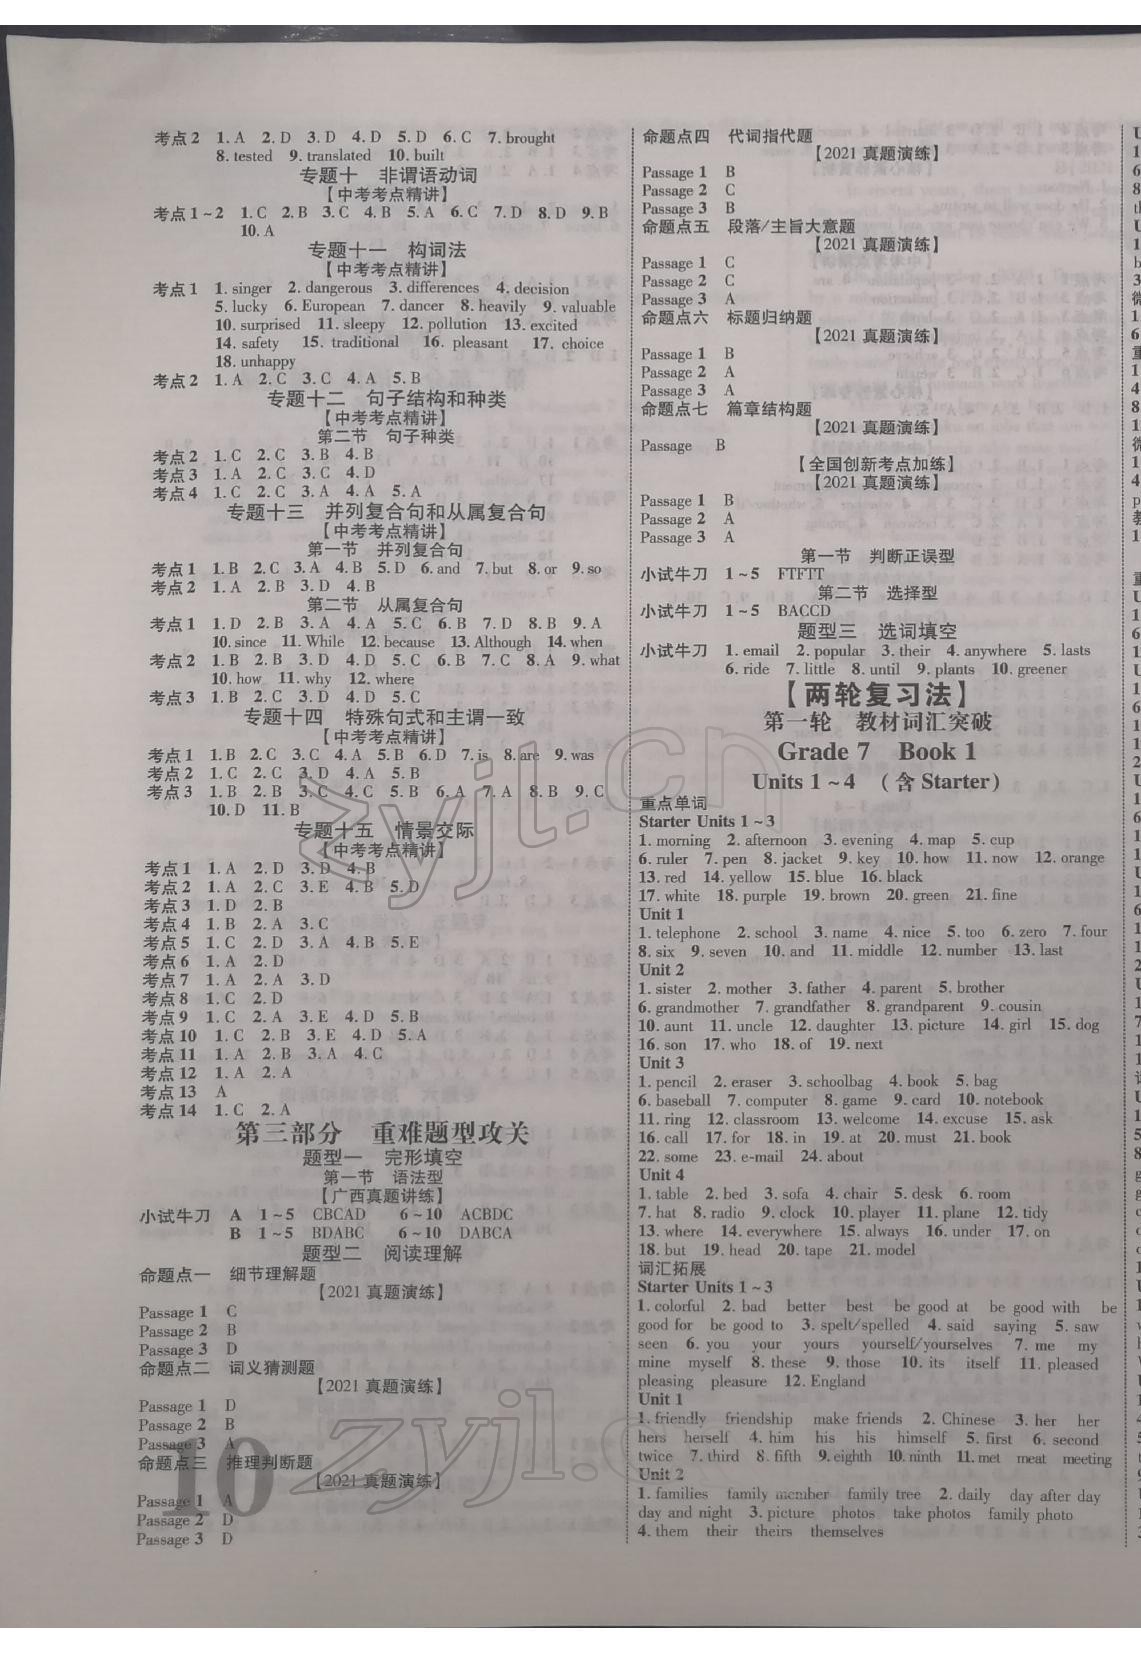 考点2 1. A 2. D 3. D 4. D 5. D 6. C 7. brought
8. tested 9. translated 10. built
专题十 非谓语动词
【中考考点精讲】
考点1~2 1. C 2. B 3. C 4. B 5. A 6. C 7. D 8. D 9. B
10. A
专题十一 构词法
【中考考点精讲】
考点1 1. singer 2. dangerous 3. differences 4. decision
5. lucky 6. European 7. dancer 8. heavily 9. valuable
10. surprised 11. sleepy 12. pollution 13. excited
14. safety 15. traditional 16. pleasant 17. choice
18. unhappy
考点2 1. A 2. C 3. C 4. A 5. B
专题十二 句子结构和种类
【中考考点精讲】
第二节 句子种类
考点2 1. C 2. C 3. B 4. B
考点3 1. A 2. C 3. C 4. D
考点4 1. C 2. C 3. A 4. A 5. A
专题十三 并列复合句和从属复合句
【中考考点精讲】
第一节 并列复合句
考点1 1. B 2. C 3. A 4. B 5. D 6. and 7. but 8. or 9. so
考点2 1. A 2. B 3. D 4. B
第二节 从属复合句
考点1 1. D 2. B 3. A 4. A 5. C 6. B 7. D 8. B 9. A
10. since 11. While 12. because 13. Although 14. when
考点2 1. B 2. B 3. D 4. D 5. C 6. B 7. C 8. A 9. what
10. how 11. why 12. where
考点3 1. B 2. C 3. D 4. D 5. C
专题十四 特殊句式和主谓一致
【中考考点精讲】
考点1 1. B 2. C 3. C 4. A 5. B 6. D 7. is 8. are 9. was
考点2 1. C 2. C 3. D 4. A 5. B
考点3 1. B 2. B 3. C 4. C 5. B 6. A 7. A 8. B 9. C
10. D 11. B
专题十五 情景交际
【中考考点精讲】
考点1 1. A 2. D 3. D 4. B
考点2 1. A 2. C 3. E 4. B 5. D
考点3 1. D 2. B
考点4 1. B 2. A 3. C
考点5 1. C 2. D 3. A 4. B 5. E
考点6 1. A 2. D
考点7 1. A 2. A 3. D
考点8 1. C 2. D
考点9 1. C 2. A 3. E 4. D 5. B
考点10 1. C 2. B 3. E 4. D 5. A
考点11 1. A 2. B 3. A 4. C
考点12 1. A 2. A
考点13 A
考点14 1. C 2. A
第三部分 重难题型攻关
题型一 完形填空
第一节 语法型
【广西真题讲练】
小试牛刀 A 1~5 CBCAD 6~10 ACBDC
B 1~5 BDABC 6~10 DABCA
题型二 阅读理解
命题点一 细节理解题
【2021 真题演练】
Passage 1 C
Passage 2 B
Passage 3 D
命题点二 词义猜测题
【2021 真题演练】
Passage 1 D
Passage 2 B
Passage 3 A
命题点三 推理判断题
【2021 真题演练】
Passage 1 A
Passage 2 D
Passage 3 D
10
命题点四 代词指代题
【2021 真题演练】
Passage 1 B
Passage 2 C
Passage 3 B
命题点五 段落/主旨大意题
【2021 真题演练】
Passage 1 C
Passage 2 C
Passage 3 A
命题点六 标题归纳题
【2021 真题演练】
Passage 1 B
Passage 2 A
Passage 3 A
命题点七 篇章结构题
【2021 真题演练】
Passage B
【全国创新考点加练】
【2021 真题演练】
Passage 1 B
Passage 2 A
Passage 3 A
第一节 判断正误型
小试牛刀 1~5 FTFTT
第二节 选择型
小试牛刀 1~5 BACCD
题型三 选词填空
小试牛刀 1. email 2. popular 3. their 4. anywhere 5. lasts
6. ride 7. little 8. until 9. plants 10. greener
【两轮复习法】
第一轮 教材词汇突破
Grade 7 Book 1
Units 1~4 (含 Starter)
重点单词
Starter Units 1~3
1. morning 2. afternoon 3. evening 4. map 5. cup
6. ruler 7. pen 8. jacket 9. key 10. how 11. now 12. orange
13. red 14. yellow 15. blue 16. black
17. white 18. purple 19. brown 20. green 21. fine
Unit 1
1. telephone 2. school 3. name 4. nice 5. too 6. zero 7. four
8. six 9. seven 10. and 11. middle 12. number 13. last
Unit 2
1. sister 2. mother 3. father 4. parent 5. brother
6. grandmother 7. grandfather 8. grandparent 9. cousin
10. aunt 11. uncle 12. daughter 13. picture 14. girl 15. dog
16. son 17. who 18. of 19. next
Unit 3
1. pencil 2. eraser 3. schoolbag 4. book 5. bag
6. baseball 7. computer 8. game 9. card 10. notebook
11. ring 12. classroom 13. welcome 14. excuse 15. ask
16. call 17. for 18. in 19. at 20. must 21. book
22. some 23. e-mail 24. about
Unit 4
1. table 2. bed 3. sofa 4. chair 5. desk 6. room
7. hat 8. radio 9. clock 10. player 11. plane 12. tidy
13. where 14. everywhere 15. always 16. under 17. on
18. but 19. head 20. tape 21. model
词汇拓展
Starter Units 1~3
1. colorful 2. bad better best be good at be good with be
good for be good to 3. spelt/spelled 4. said saying 5. saw
seen 6. you your yours yourself/yourselves 7. me my
mine myself 8. these 9. those 10. its itself 11. pleased
pleasing pleasure 12. England
Unit 1
1. friendly friendship make friends 2. Chinese 3. her her
hers herself 4. him his his himself 5. first 6. second
twice 7. third 8. fifth 9. eighth 10. ninth 11. met meat meeting
Unit 2
1. families family member family tree 2. daily day after day
day and night 3. picture photos take photos family photo
4. them their theirs themselves
zyjl.cn